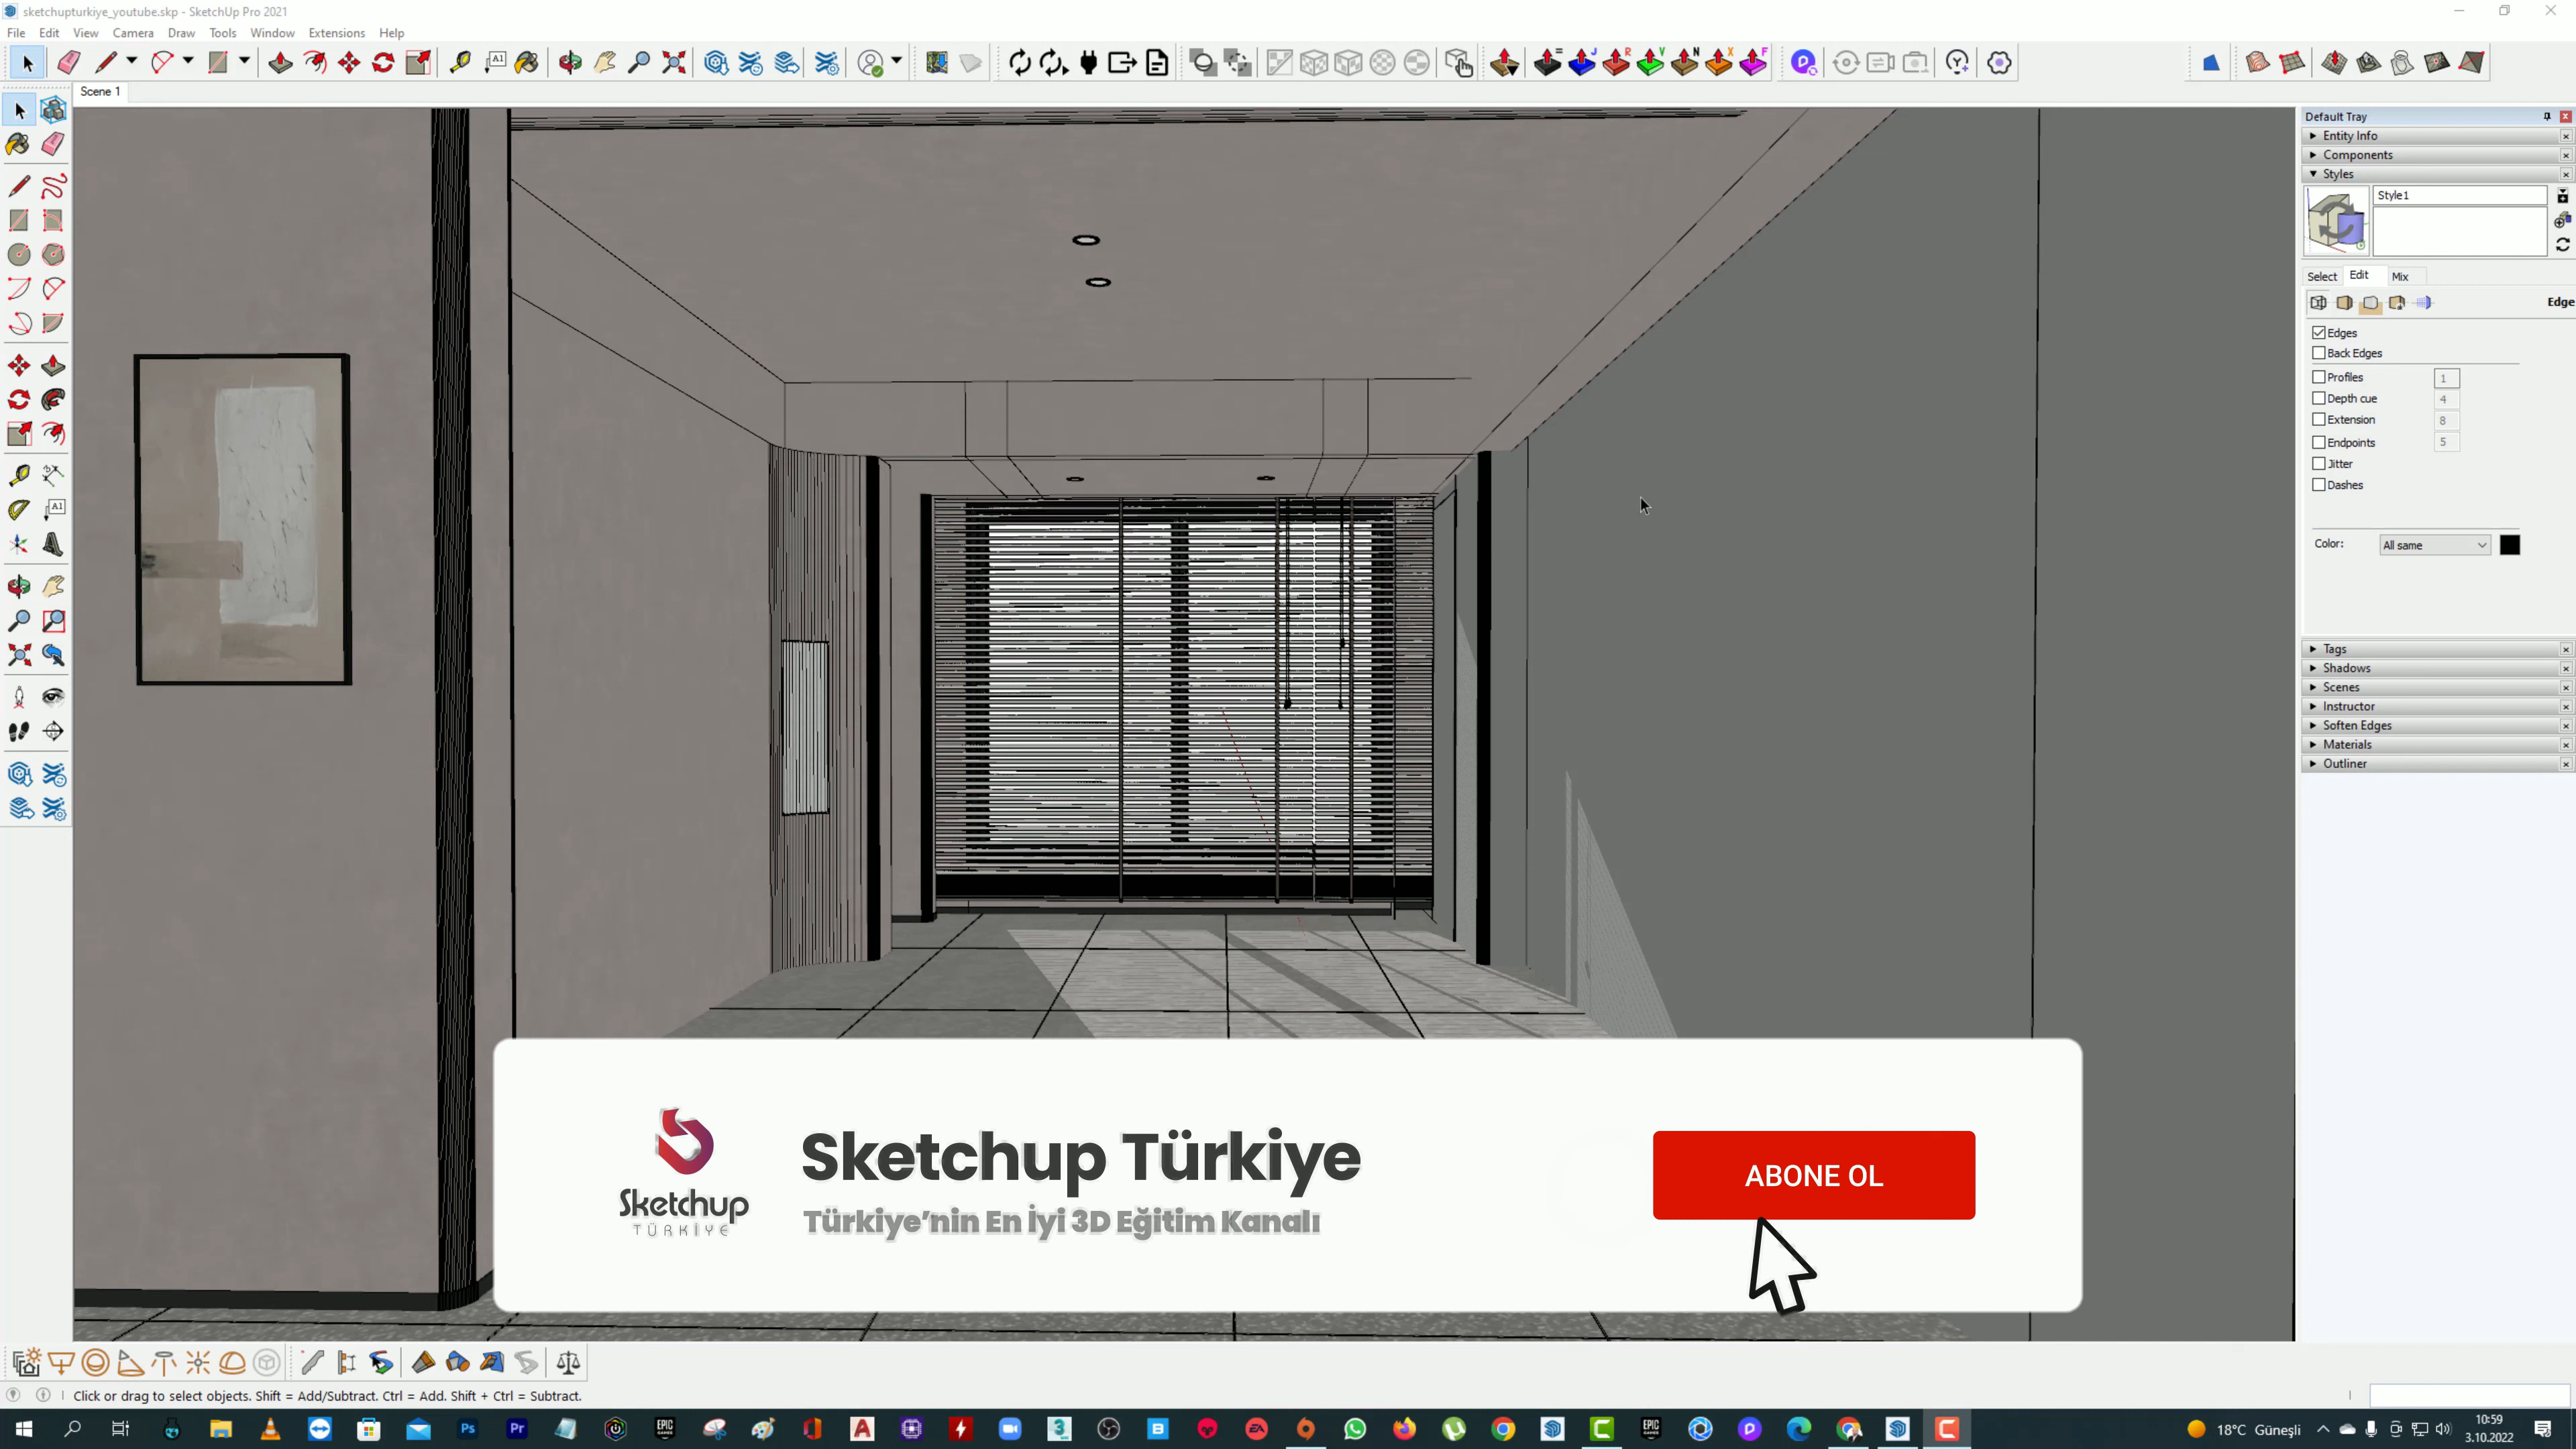 sketchupturkiye_youtube.skp - SketchUp Pro 2021
File Edit View Camera Draw Tools Window Extensions Help
Scene 1
Default Tray
Entity Info
Components
Styles
Style1
Select Edit Mix
Edge
Edges
Back Edges
Profiles 1
Depth cue 4
Extension 8
Endpoints 5
Jitter
Dashes
Color: All same
Tags
Shadows
Scenes
Instructor
Soften Edges
Materials
Outliner
Sketchup Türkiye
Türkiye'nin En İyi 3D Eğitim Kanalı
Sketchup
TÜRKİYE
ABONE OL
Click or drag to select objects. Shift = Add/Subtract. Ctrl = Add. Shift + Ctrl = Subtract.
18°C Güneşli
10:59
3.10.2022